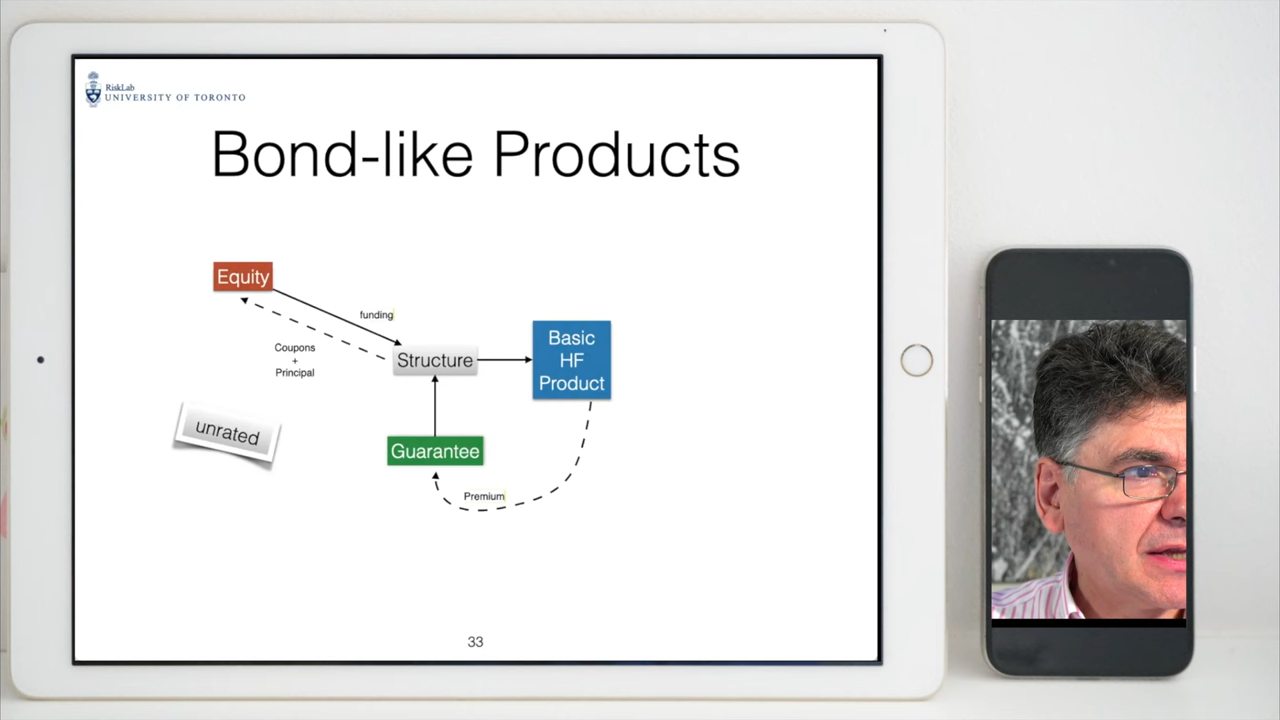 RiskLab
UNIVERSITY OF TORONTO
Bond-like Products
Equity
funding
Coupons
+
Principal
Structure
Basic
HF
Product
unrated
Guarantee
Premium
33